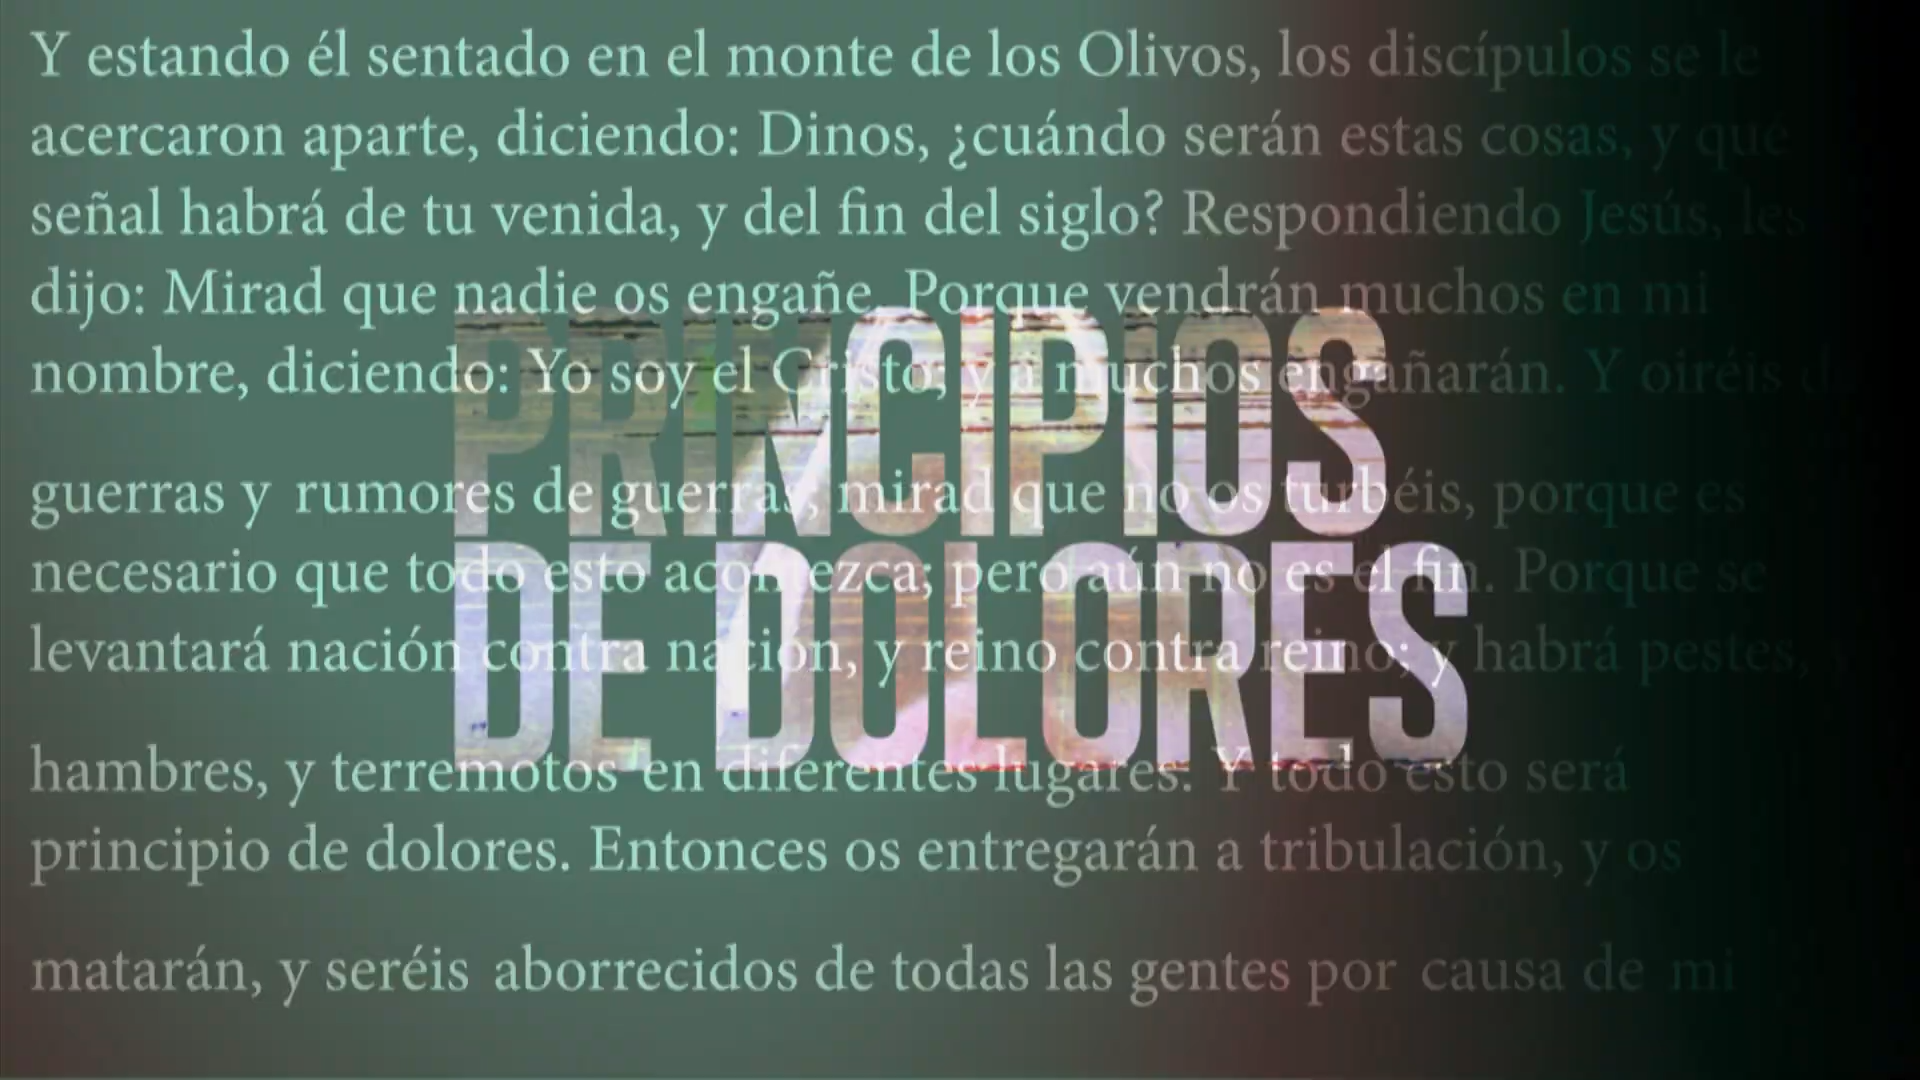 Y estando él sentado en el monte de los Olivos, los discípulos se le
acercaron aparte, diciendo: Dinos, ¿cuándo serán estas cosas, y qué
señal habrá de tu venida, y del fin del siglo? Respondiendo Jesús, les
dijo: Mirad que nadie os engañe. Porque vendrán muchos en mi
nombre, diciendo: Yo soy el Cristo; y a muchos engañarán. Y oiréis d
guerras y rumores de guerras, mirad que no os turbéis, porque es
necesario que todo esto acontezca; pero aún no es el fin. Porque se
levantará nación contra nación, y reino contra reino; y habrá pestes, y
hambres, y terremotos en diferentes lugares. Y todo esto será
principio de dolores. Entonces os entregarán a tribulación, y os
matarán, y seréis aborrecidos de todas las gentes por causa de mi
PRINCIPIOS
DE DOLORES